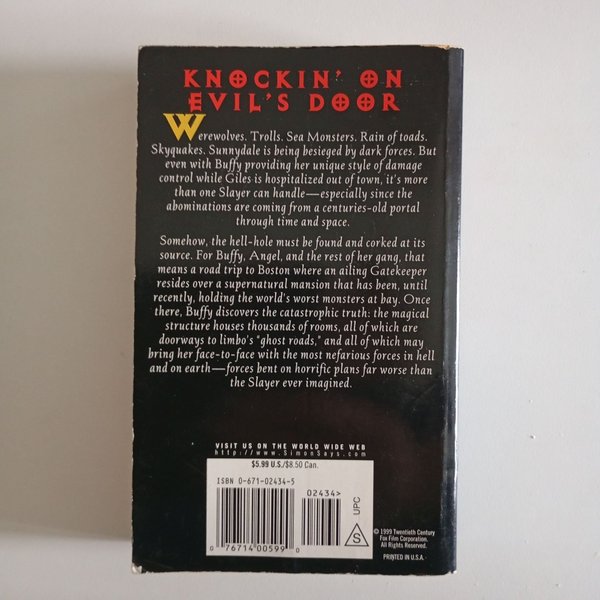 KNOCKIN' ON
EVIL'S DOOR
Werewolves. Trolls. Sea Monsters. Rain of toads.
Skyquakes. Sunnydale is being besieged by dark forces. But
even with Buffy providing her unique style of damage
control while Giles is hospitalized out of town, it's more
than one Slayer can handle—especially since the
abominations are coming from a centuries-old portal
through time and space.
Somehow, the hell-hole must be found and corked at its
source. For Buffy, Angel, and the rest of her gang, that
means a road trip to Boston where an ailing Gatekeeper
resides over a supernatural mansion that has been, until
recently, holding the world's worst monsters at bay. Once
there, Buffy discovers the catastrophic truth: the magical
structure houses thousands of rooms, all of which are
doorways to limbo's "ghost roads," and all of which may
bring her face-to-face with the most nefarious forces in hell
and on earth—forces bent on horrific plans far worse than
the Slayer ever imagined.
VISIT US ON THE WORLD WIDE WEB
http://www.SimonSays.com
$5.99 U.S./$8.50 Can.
ISBN 0-671-02434-5
02434>
0 76714 00599 0
UPC
S
© 1999 Twentieth Century
Fox Film Corporation.
All Rights Reserved.
PRINTED IN U.S.A.